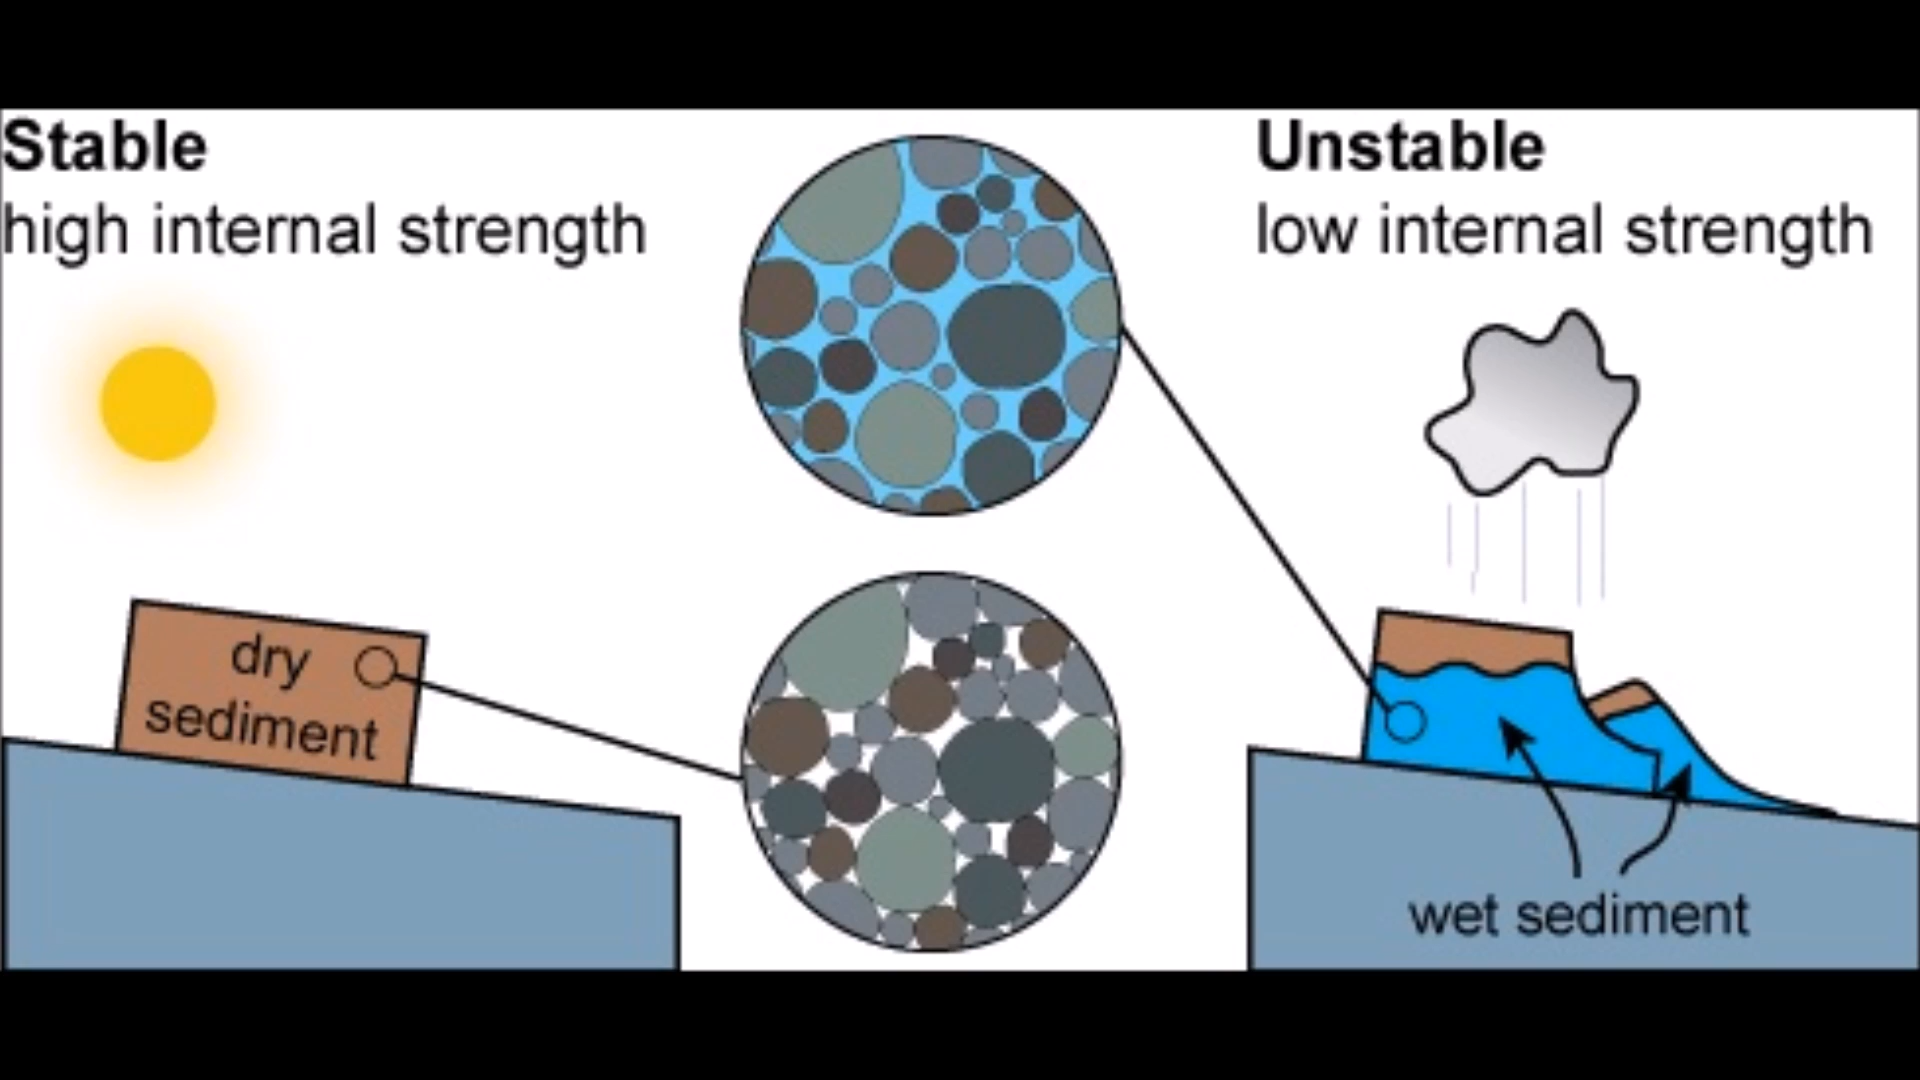 Stable
high internal strength
Unstable
low internal strength
dry
sediment
wet sediment